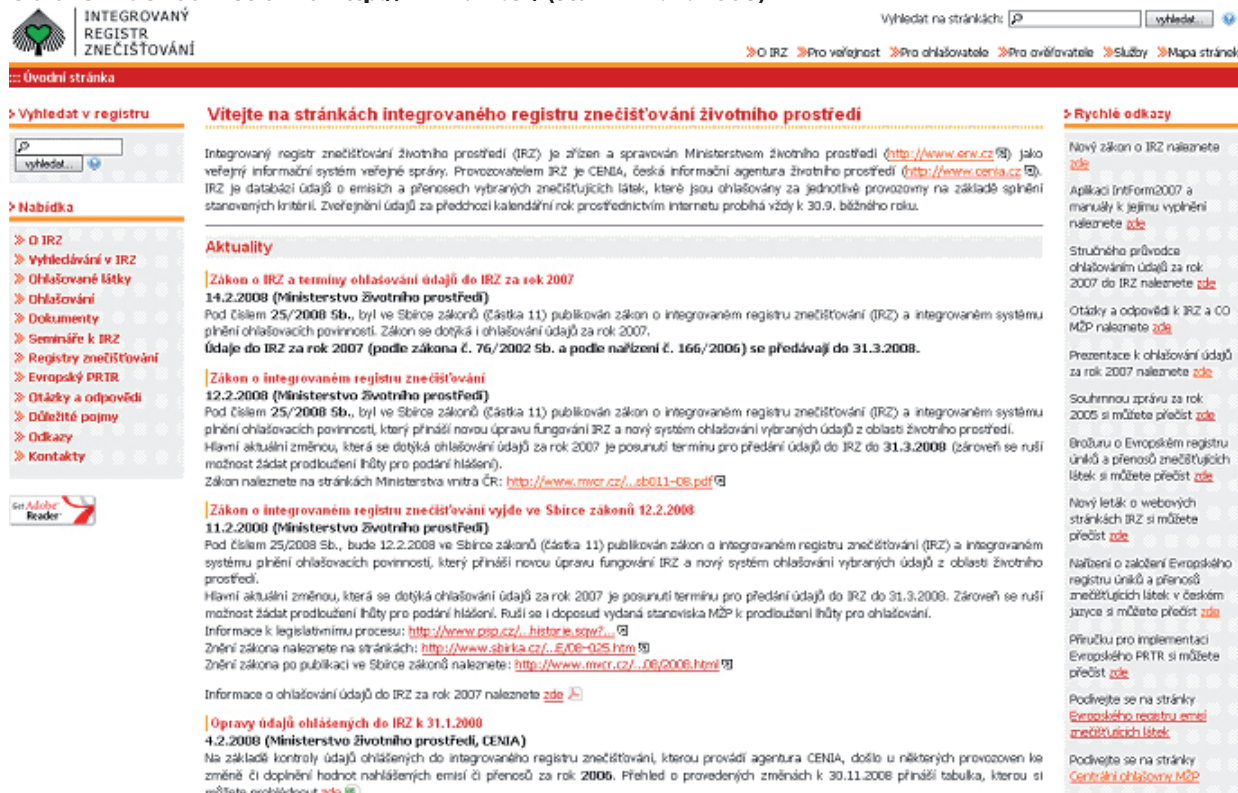 INTEGROVANÝ
REGISTR
ZNEČIŠŤOVÁNÍ
Vyhledat na stránkách:
vyhledat...
O IRZ Pro veřejnost Pro ohlašovatele Pro ověřovatele Služby Mapa stránek
::: Úvodní stránka
Vyhledat v registru
vyhledat...
Nabídka
O IRZ
Vyhledávání v IRZ
Ohlašované látky
Ohlašování
Dokumenty
Semináře k IRZ
Registry znečišťování
Evropský PRTR
Otázky a odpovědi
Důležité pojmy
Odkazy
Kontakty
Get Adobe
Reader
Vítejte na stránkách integrovaného registru znečišťování životního prostředí
Integrovaný registr znečišťování životního prostředí (IRZ) je zřízen a spravován Ministerstvem životního prostředí (http://www.env.cz) jako
veřejný informační systém veřejné správy. Provozovatelem IRZ je CENIA, česká informační agentura životního prostředí (http://www.cenia.cz).
IRZ je databází údajů o emisích a přenosech vybraných znečišťujících látek, které jsou ohlašovány za jednotlivé provozovny na základě splnění
stanovených kritérií. Zveřejnění údajů za předchozí kalendářní rok prostřednictvím internetu probíhá vždy k 30.9. běžného roku.
Aktuality
Zákon o IRZ a termíny ohlašování údajů do IRZ za rok 2007
14.2.2008 (Ministerstvo životního prostředí)
Pod číslem 25/2008 Sb., byl ve Sbírce zákonů (částka 11) publikován zákon o integrovaném registru znečišťování (IRZ) a integrovaném systému
plnění ohlašovacích povinností. Zákon se dotýká i ohlašování údajů za rok 2007.
Údaje do IRZ za rok 2007 (podle zákona č. 76/2002 Sb. a podle nařízení č. 166/2006) se předávají do 31.3.2008.
Zákon o integrovaném registru znečišťování
12.2.2008 (Ministerstvo životního prostředí)
Pod číslem 25/2008 Sb., byl ve Sbírce zákonů (částka 11) publikován zákon o integrovaném registru znečišťování (IRZ) a integrovaném systému
plnění ohlašovacích povinností, který přináší novou úpravu fungování IRZ a nový systém ohlašování vybraných údajů z oblasti životního prostředí.
Hlavní aktuální změnou, která se dotýká ohlašování údajů za rok 2007 je posunutí termínu pro předání údajů do IRZ do 31.3.2008 (zároveň se ruší
možnost žádat prodloužení lhůty pro podání hlášení).
Zákon naleznete na stránkách Ministerstva vnitra ČR: http://www.mvcr.cz/...sb011-08.pdf
Zákon o integrovaném registru znečišťování vyjde ve Sbírce zákonů 12.2.2008
11.2.2008 (Ministerstvo životního prostředí)
Pod číslem 25/2008 Sb., bude 12.2.2008 ve Sbírce zákonů (částka 11) publikován zákon o integrovaném registru znečišťování (IRZ) a integrovaném
systému plnění ohlašovacích povinností, který přináší novou úpravu fungování IRZ a nový systém ohlašování vybraných údajů z oblasti životního
prostředí.
Hlavní aktuální změnou, která se dotýká ohlašování údajů za rok 2007 je posunutí termínu pro předání údajů do IRZ do 31.3.2008. Zároveň se ruší
možnost žádat prodloužení lhůty pro podání hlášení. Ruší se i doposud vydaná stanoviska MŽP k prodloužení lhůty pro ohlašování.
Informace k legislativnímu procesu: http://www.psp.cz/...historie.sqw?...
Znění zákona naleznete na stránkách: http://www.sbirka.cz/...E/08-025.htm
Znění zákona po publikaci ve Sbírce zákonů naleznete: http://www.mvcr.cz/...08/2008.html
Informace o ohlašování údajů do IRZ za rok 2007 naleznete zde
Opravy údajů ohlášených do IRZ k 31.1.2008
4.2.2008 (Ministerstvo životního prostředí, CENIA)
Na základě kontroly údajů ohlášených do integrovaného registru znečišťování, kterou provádí agentura CENIA, došlo u některých provozoven ke
změně či doplnění hodnot nahlášených emisí či přenosů za rok 2006. Přehled o provedených změnách k 30.11.2008 přináší tabulka, kterou si
můžete prohlédnout zde
Rychlé odkazy
Nový zákon o IRZ naleznete
zde
Aplikaci IntForm2007 a
manuály k jejímu vyplnění
naleznete zde
Stručného průvodce
ohlašováním údajů za rok
2007 do IRZ naleznete zde
Otázky a odpovědi k IRZ a CO
MŽP naleznete zde
Prezentace k ohlašování údajů
za rok 2007 naleznete zde
Souhrnnou zprávu za rok
2005 si můžete přečíst zde
Brožuru o Evropském registru
úniků a přenosů znečišťujících
látek si můžete přečíst zde
Nový leták o webových
stránkách IRZ si můžete
přečíst zde
Nařízení o založení Evropského
registru úniků a přenosů
znečišťujících látek v českém
jazyce si můžete přečíst zde
Příručku pro implementaci
Evropského PRTR si můžete
přečíst zde
Podívejte se na stránky
Evropského registru emisí
znečišťujících látek
Podívejte se na stránky
Centrální ohlašovny MŽP